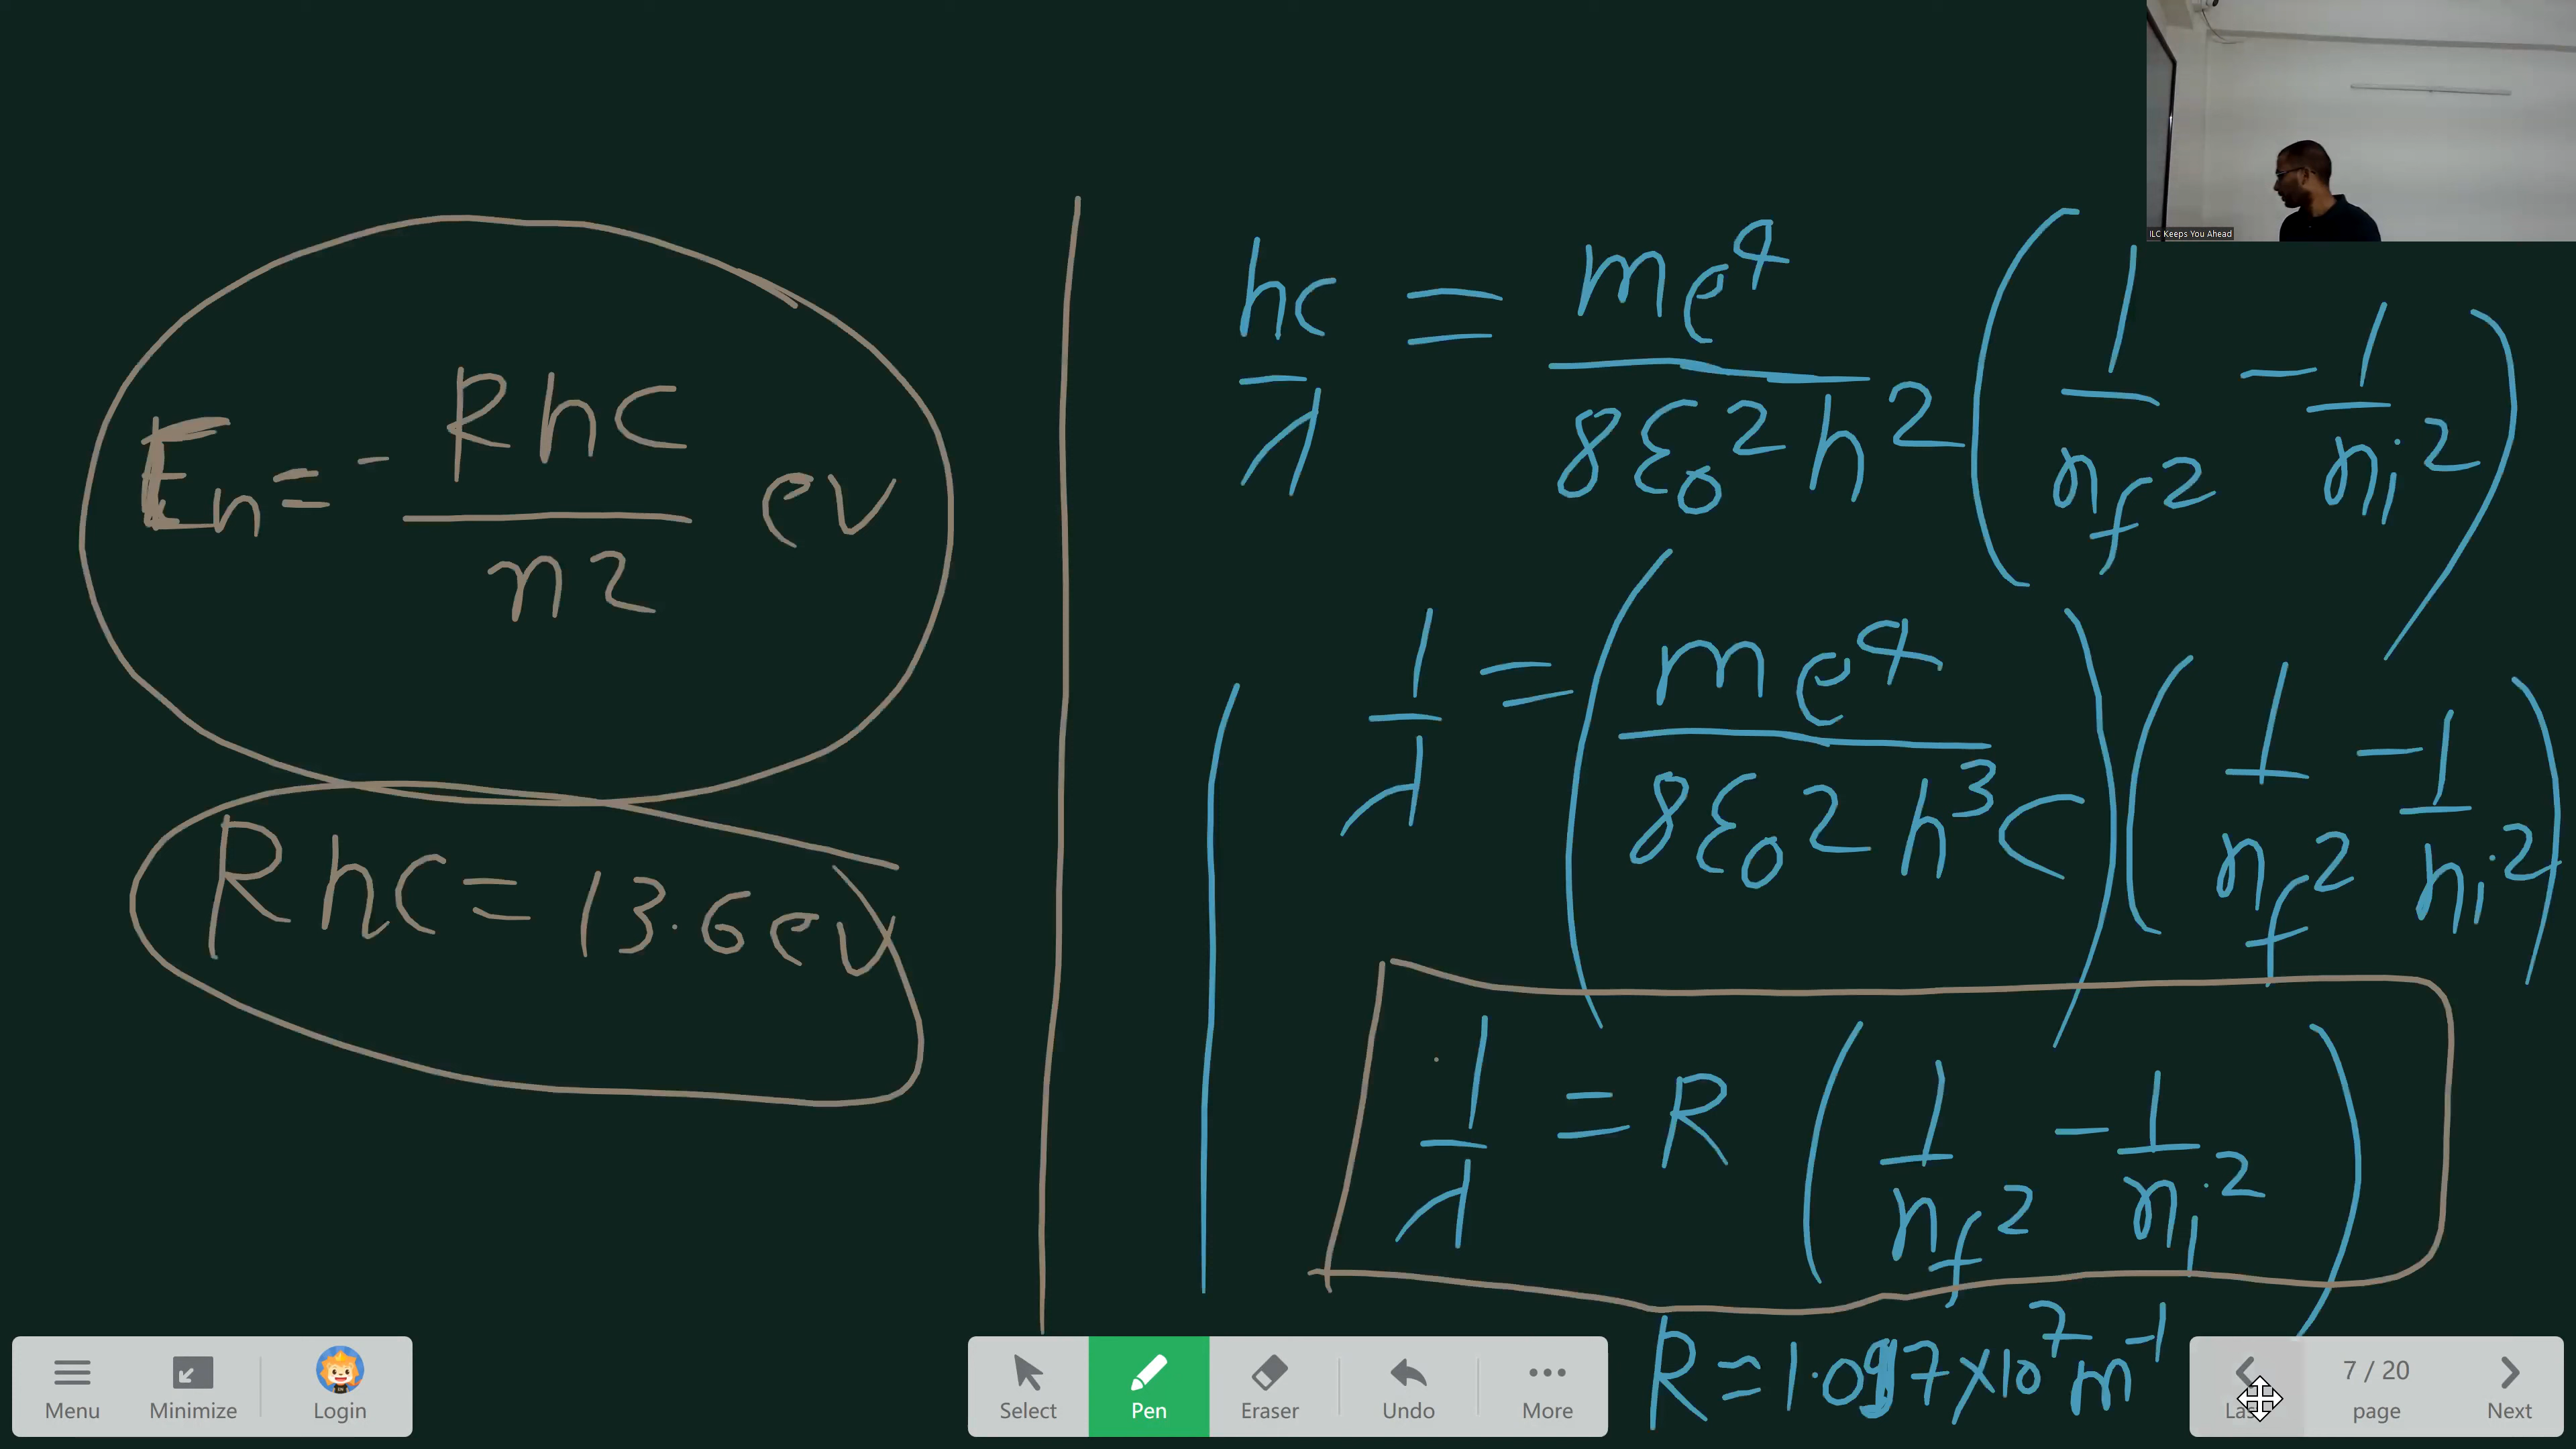 ILC Keeps You Ahead
En = - Rhc / n2 ev
Rhc = 13.6 ev
hc / λ = me⁴ / 8ε₀²h² ( 1 / nf² - 1 / ni² )
1 / λ = ( me⁴ / 8ε₀²h³c ) ( 1 / nf² - 1 / ni² )
1 / λ = R ( 1 / nf² - 1 / ni² )
R = 1.097 × 10⁷ m⁻¹
Menu Minimize Login
Select Pen Eraser Undo More
7 / 20
page Next